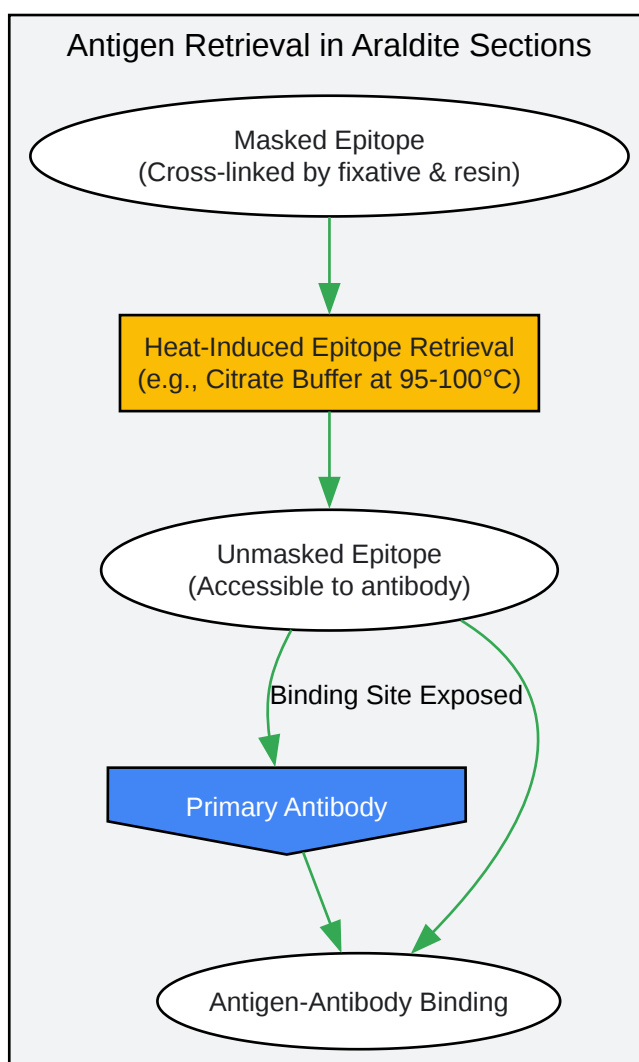 Antigen Retrieval in Araldite Sections
Masked Epitope
(Cross-linked by fixative & resin)
Heat-Induced Epitope Retrieval
(e.g., Citrate Buffer at 95-100°C)
Unmasked Epitope
(Accessible to antibody)
Binding Site Exposed
Primary Antibody
Antigen-Antibody Binding